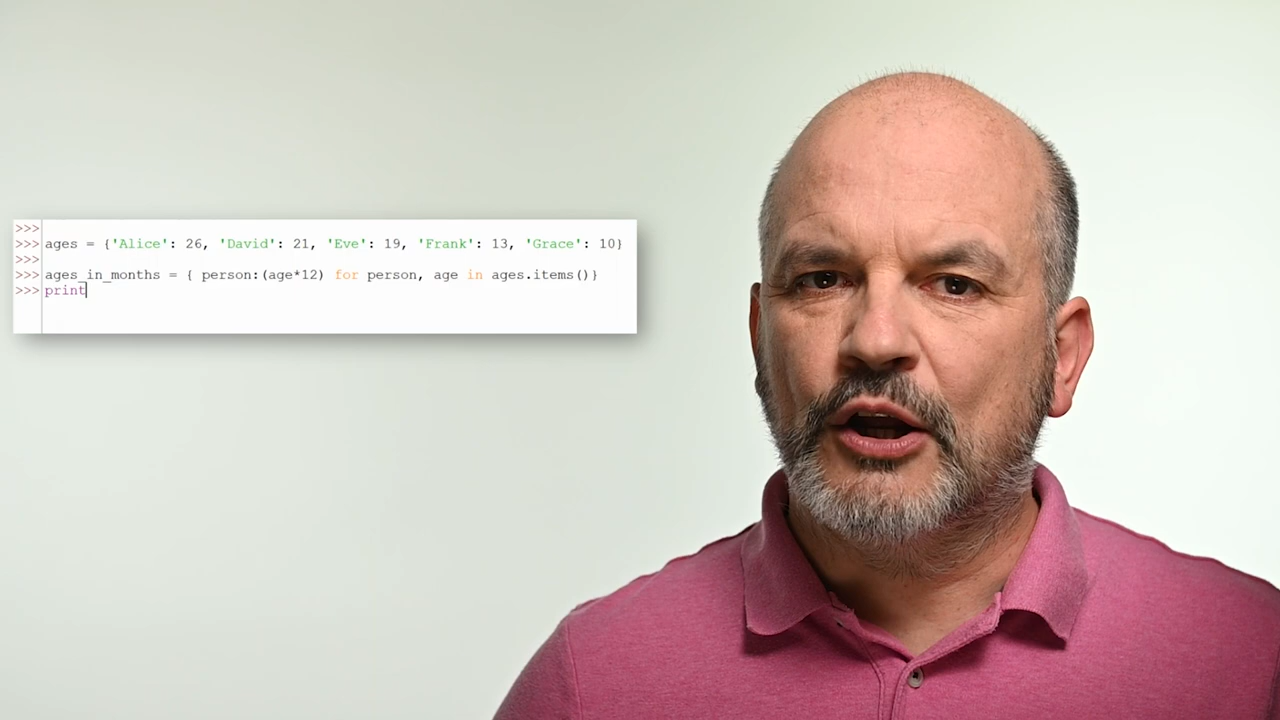 >>>
>>> ages = {'Alice': 26, 'David': 21, 'Eve': 19, 'Frank': 13, 'Grace': 10}
>>>
>>> ages_in_months = { person:(age*12) for person, age in ages.items()}
>>> print